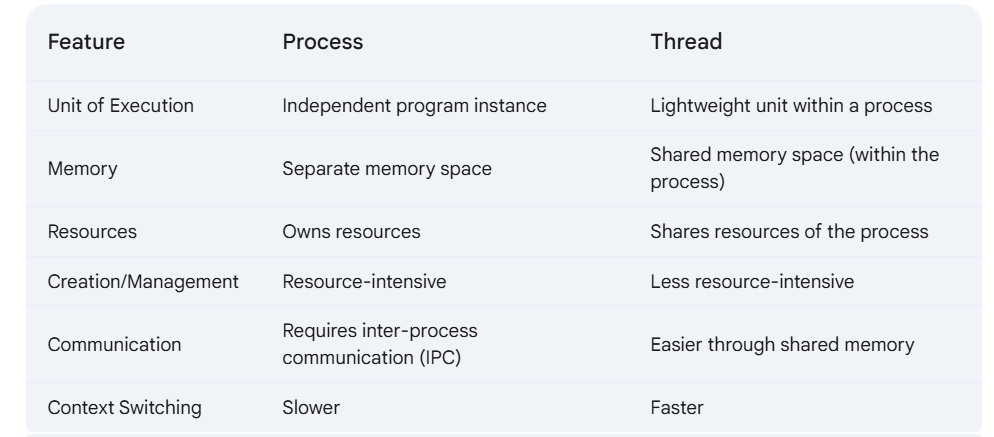 Feature Process Thread
Unit of Execution Independent program instance Lightweight unit within a process
Memory Separate memory space Shared memory space (within the
process)
Resources Owns resources Shares resources of the process
Creation/Management Resource-intensive Less resource-intensive
Communication Requires inter-process
communication (IPC) Easier through shared memory
Context Switching Slower Faster